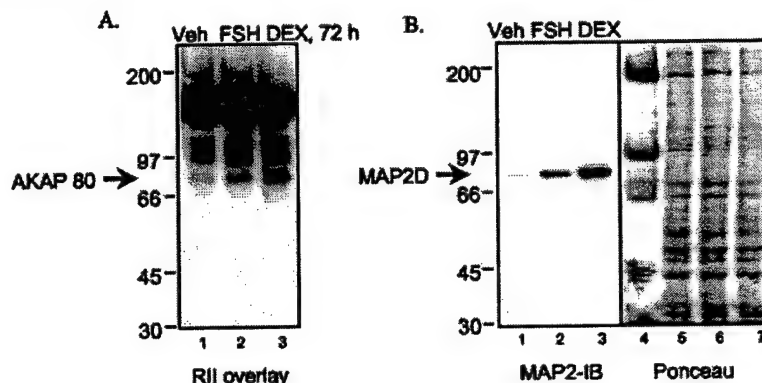 A.
Veh FSH DEX, 72 h
200
97
AKAP 80
66
45
30
1 2 3
RII overlay
B.
Veh FSH DEX
200
97
MAP2D
66
45
30
1 2 3 4 5 6 7
MAP2-IB Ponceau